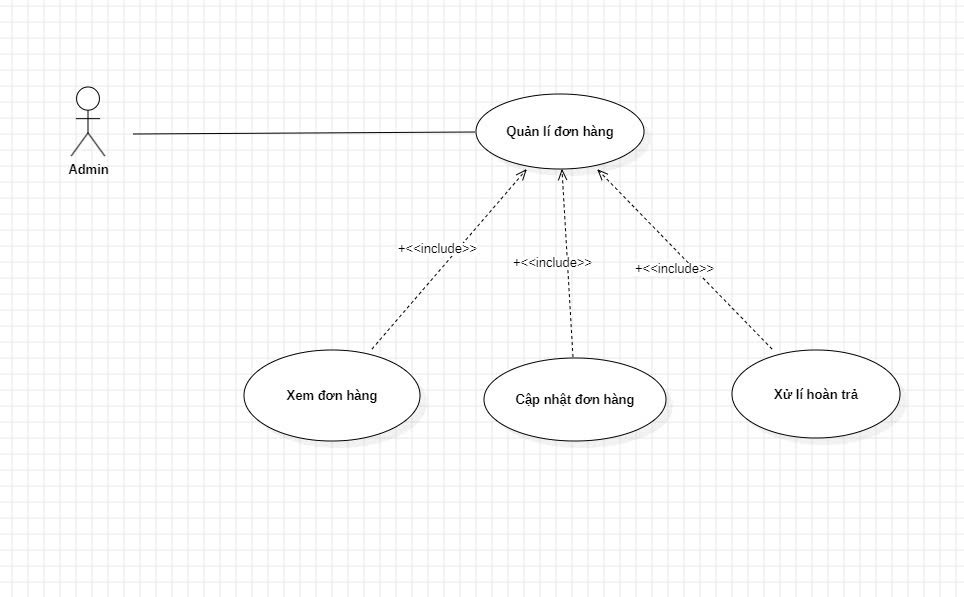 Quản lí đơn hàng
Admin
+<<include>>
+<<include>>
+<<include>>
Xem đơn hàng
Cập nhật đơn hàng
Xử lí hoàn trả